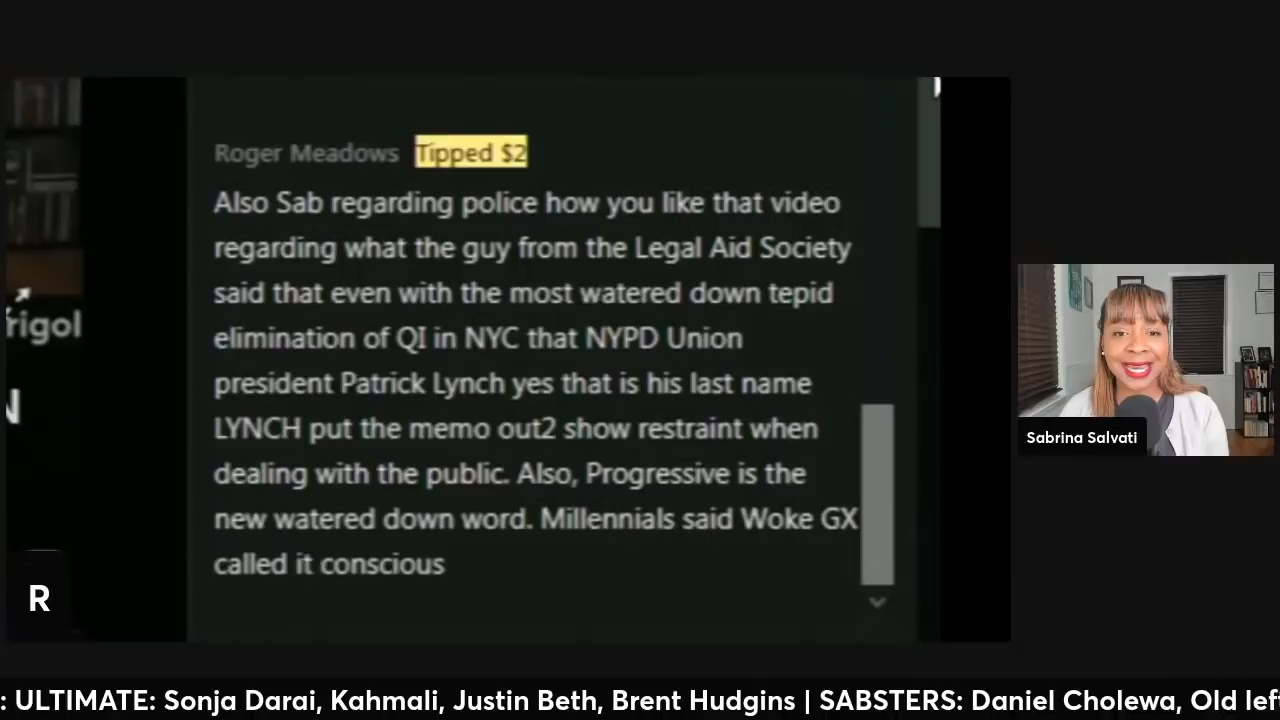 Roger Meadows Tipped $2
Also Sab regarding police how you like that video
regarding what the guy from the Legal Aid Society
said that even with the most watered down tepid
elimination of QI in NYC that NYPD Union
president Patrick Lynch yes that is his last name
LYNCH put the memo out2 show restraint when
dealing with the public. Also, Progressive is the
new watered down word. Millennials said Woke GX
called it conscious
rigol
N
R
Sabrina Salvati
: ULTIMATE: Sonja Darai, Kahmali, Justin Beth, Brent Hudgins | SABSTERS: Daniel Cholewa, Old lef